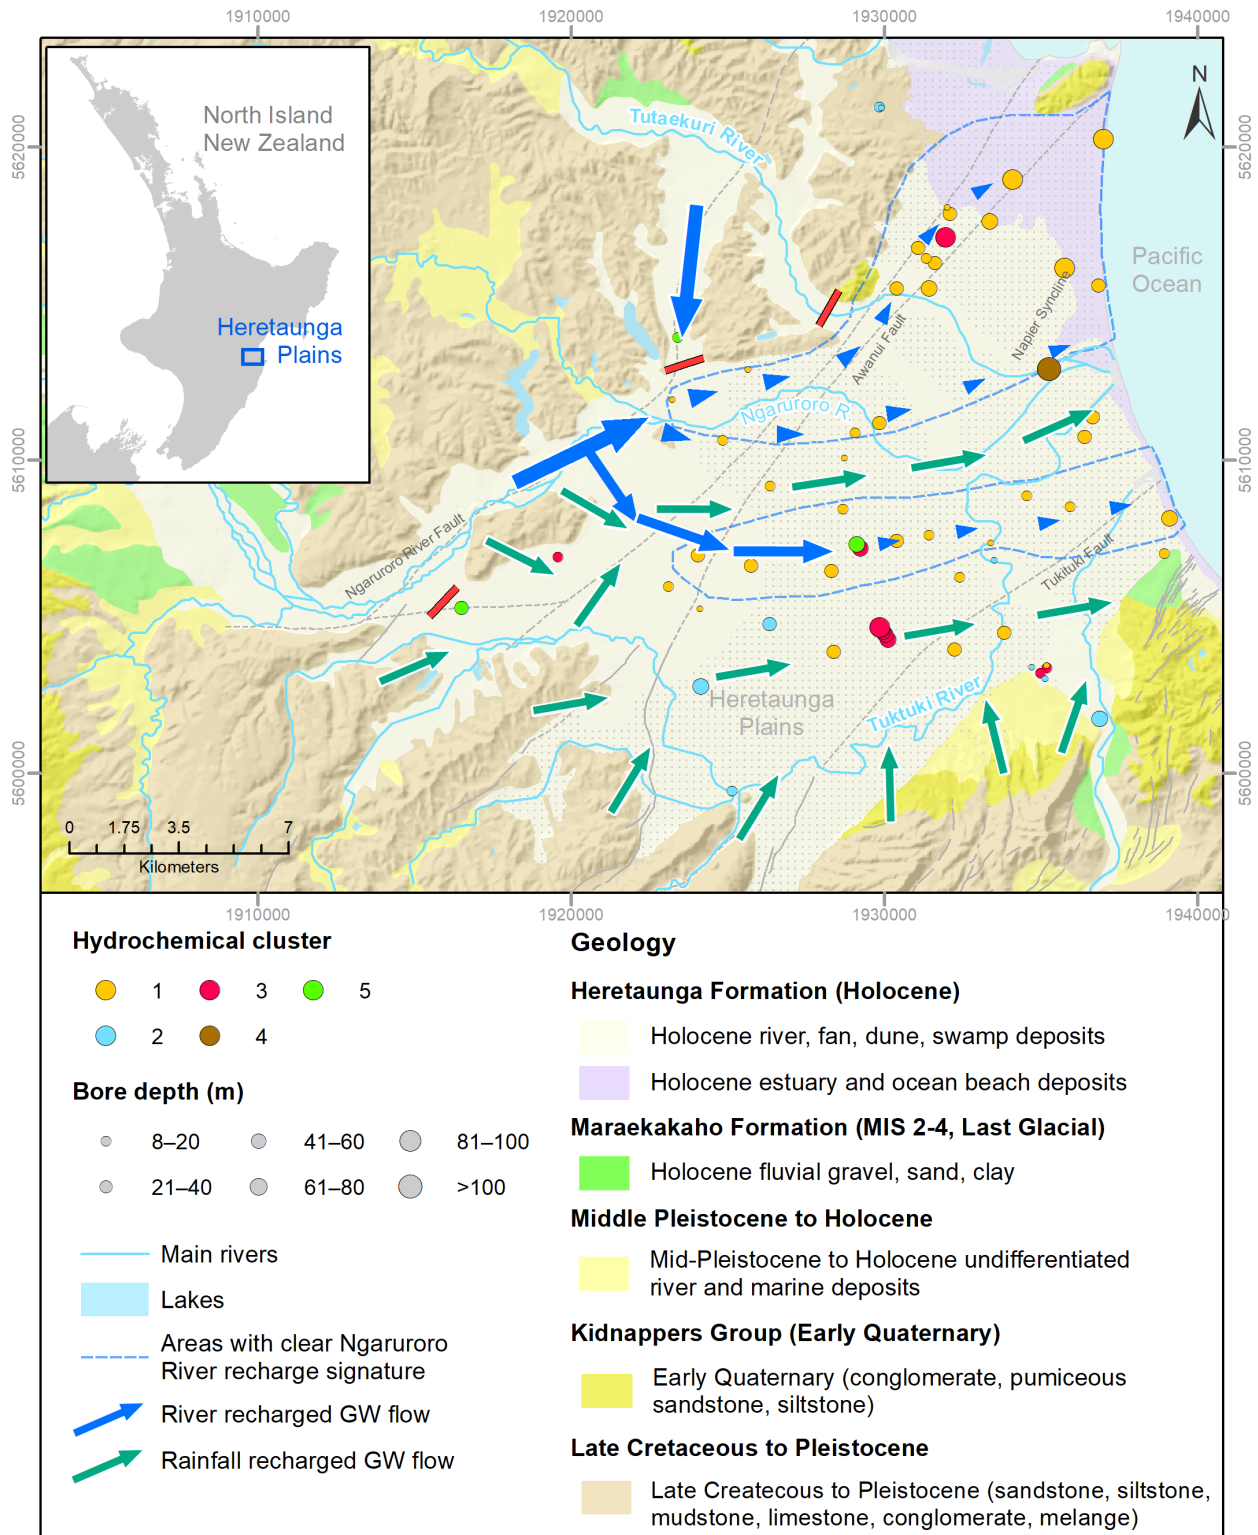 1910000
1920000
1930000
1940000
5620000
5610000
5600000
5620000
5610000
5600000
North Island
New Zealand
Heretaunga
Plains
N
Tutaekuri River
Pacific
Ocean
Napier Syncline
Awanui Fault
Ngaruroro R.
Ngaruroro River Fault
Tukituki Fault
Heretaunga
Plains
Tuktuki River
0
1.75
3.5
7
Kilometers
1910000
1920000
1930000
1940000
Hydrochemical cluster
1
3
5
2
4
Bore depth (m)
8–20
41–60
81–100
21–40
61–80
>100
Main rivers
Lakes
Areas with clear Ngaruroro
River recharge signature
River recharged GW flow
Rainfall recharged GW flow
Geology
Heretaunga Formation (Holocene)
Holocene river, fan, dune, swamp deposits
Holocene estuary and ocean beach deposits
Maraekakaho Formation (MIS 2-4, Last Glacial)
Holocene fluvial gravel, sand, clay
Middle Pleistocene to Holocene
Mid-Pleistocene to Holocene undifferentiated
river and marine deposits
Kidnappers Group (Early Quaternary)
Early Quaternary (conglomerate, pumiceous
sandstone, siltstone)
Late Cretaceous to Pleistocene
Late Createcous to Pleistocene (sandstone, siltstone,
mudstone, limestone, conglomerate, melange)